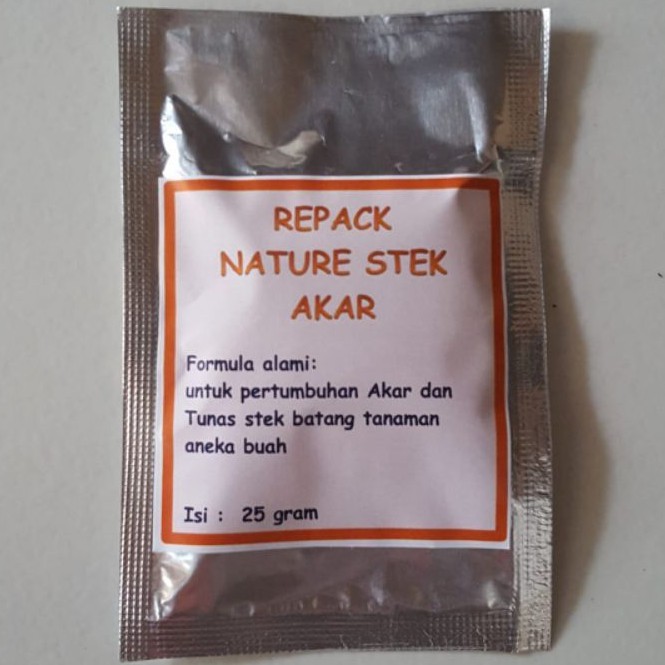 REPACK
NATURE STEK
AKAR
Formula alami:
untuk pertumbuhan Akar dan
Tunas stek batang tanaman
aneka buah
Isi : 25 gram